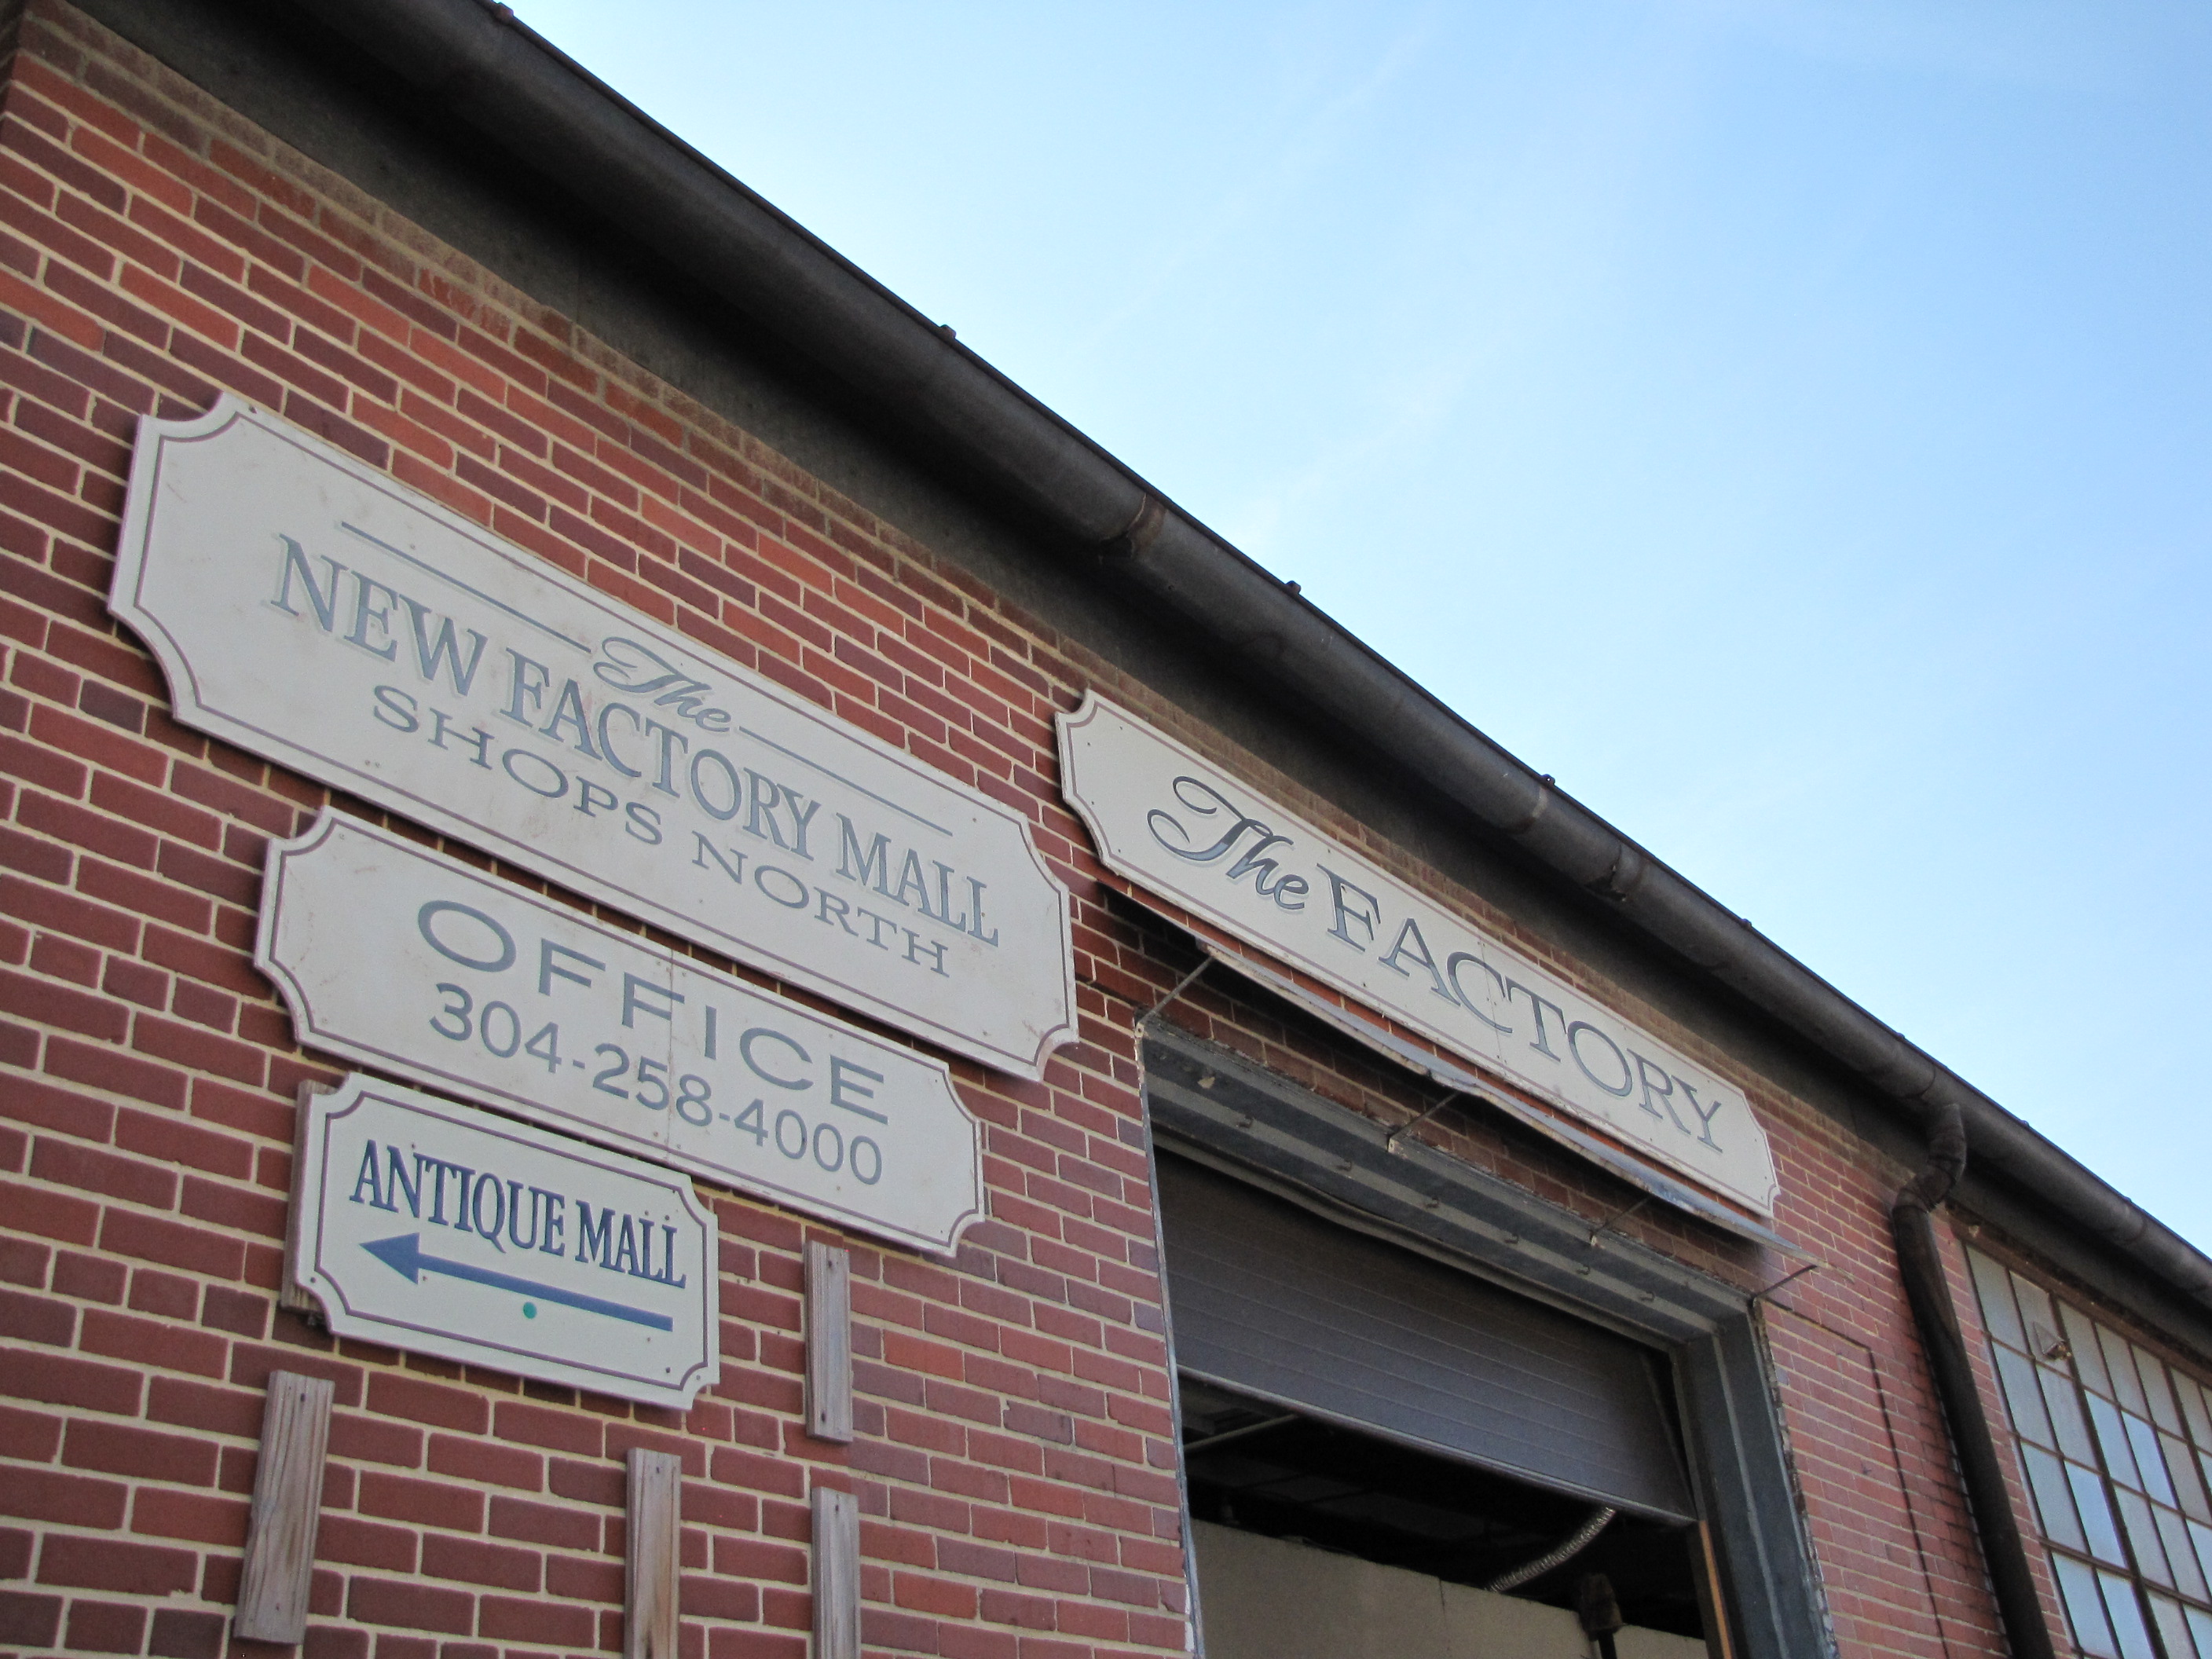 The
NEW FACTORY MALL
SHOPS NORTH
OFFICE
304-258-4000
ANTIQUE MALL
The FACTORY